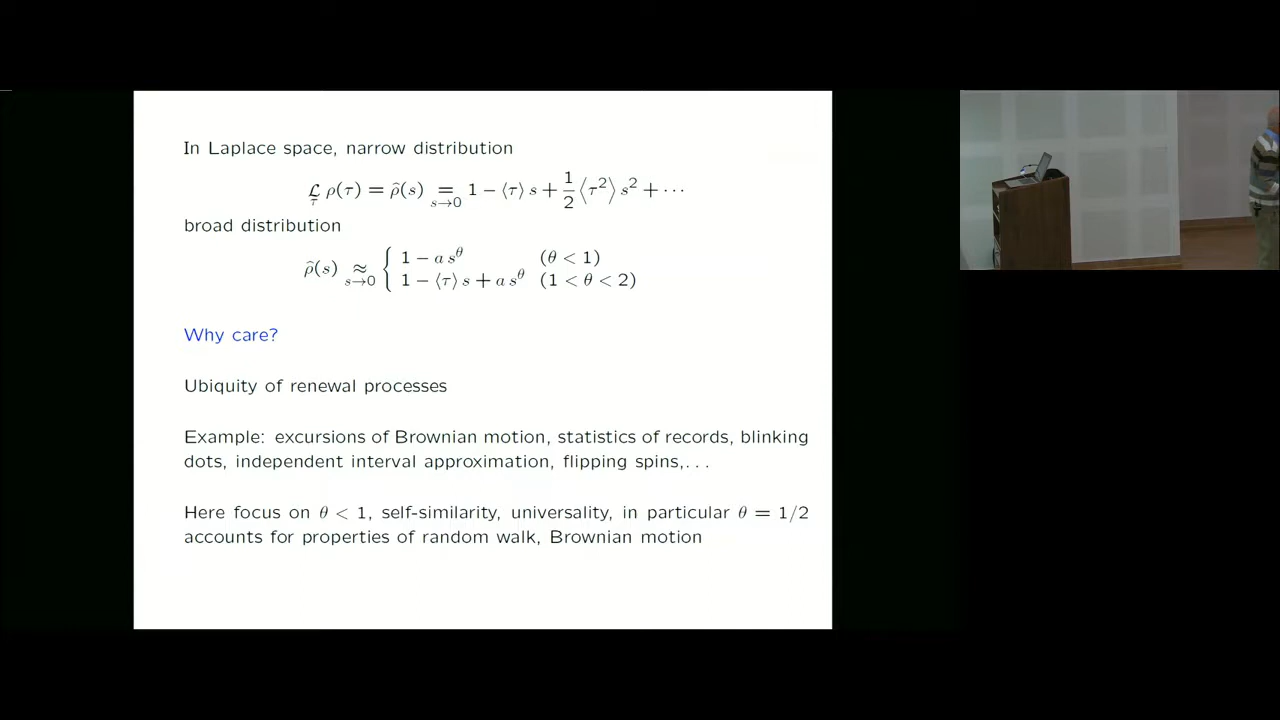 In Laplace space, narrow distribution
ℒ_τ ρ(τ) = ρ̂(s) =_{s→0} 1 − ⟨τ⟩ s + 1/2 ⟨τ²⟩ s² + ···
broad distribution
ρ̂(s) ≈_{s→0} { 1 − a s^θ (θ < 1)
1 − ⟨τ⟩ s + a s^θ (1 < θ < 2)
Why care?
Ubiquity of renewal processes
Example: excursions of Brownian motion, statistics of records, blinking
dots, independent interval approximation, flipping spins,...
Here focus on θ < 1, self-similarity, universality, in particular θ = 1/2
accounts for properties of random walk, Brownian motion